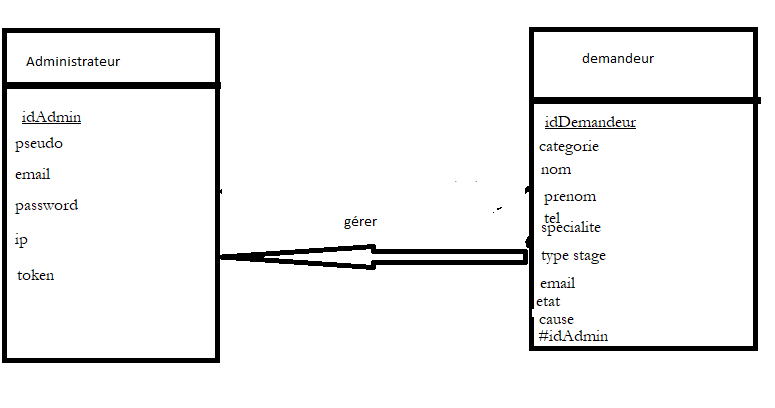 Administrateur
idAdmin
pseudo
email
password
ip
token
gérer
demandeur
idDemandeur
categorie
nom
prenom
tel
specialite
type stage
email
etat
cause
#idAdmin